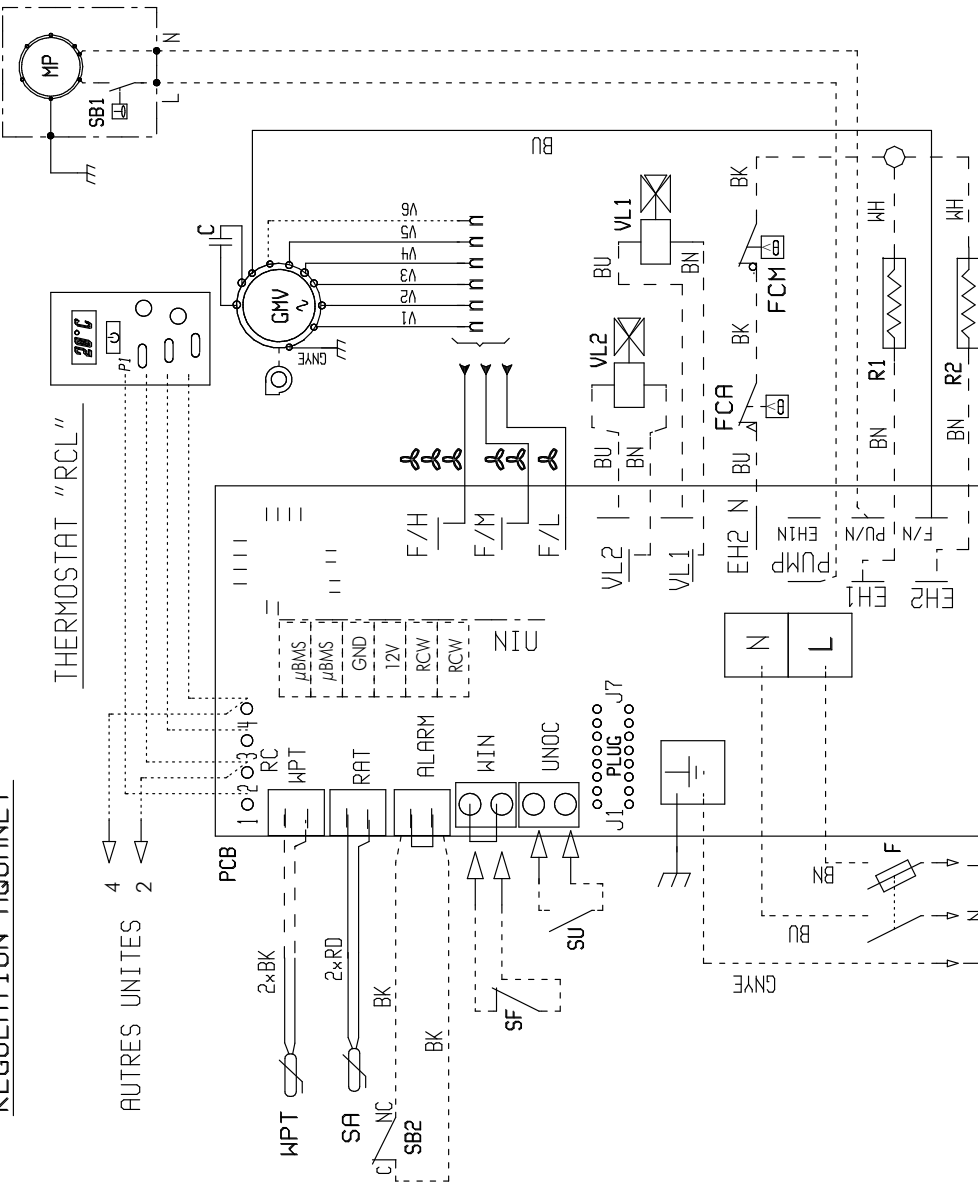 THERMOSTAT "RCL"
20°C
P1
AUTRES UNITES
4
2
PCB
1
2
3
4
RC
WPT
RAT
ALARM
WIN
UNOC
J1
PLUG
J7
µBMS
µBMS
GND
12V
RCW
RCW
NIN
WPT
2xBK
SA
2xRD
SB2
C
NC
BK
BK
SF
SU
MP
SB1
N
L
C
GMV
~
GNYE
V1
V2
V3
V4
V5
V6
BU
F/H
F/M
F/L
VL2
VL1
VL2
BU
BN
VL1
BU
BN
EH2
N
BU
FCA
BK
FCM
BK
PUMP
EH1N
PU/N
F/N
EH1
EH2
BN
R1
WH
BN
R2
WH
N
L
BN
BU
GNYE
F
N